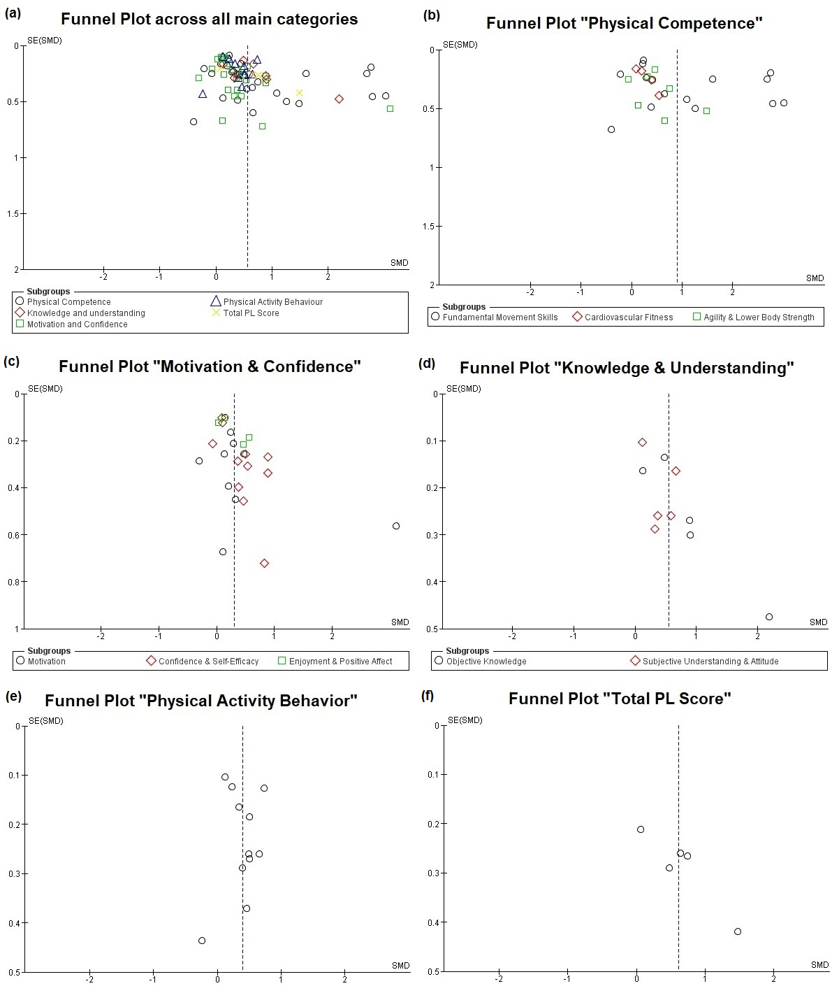 (a)
Funnel Plot across all main categories
SE(SMD)
0
0.5
1
1.5
2
-2
-1
0
1
2
SMD
Subgroups
Physical Competence
Physical Activity Behaviour
Knowledge and understanding
Total PL Score
Motivation and Confidence
(b)
Funnel Plot "Physical Competence"
SE(SMD)
0
0.5
1
1.5
2
-2
-1
0
1
2
SMD
Subgroups
Fundamental Movement Skills
Cardiovascular Fitness
Agility & Lower Body Strength
(c)
Funnel Plot "Motivation & Confidence"
SE(SMD)
0
0.2
0.4
0.6
0.8
1
-2
-1
0
1
2
SMD
Subgroups
Motivation
Confidence & Self-Efficacy
Enjoyment & Positive Affect
(d)
Funnel Plot "Knowledge & Understanding"
SE(SMD)
0
0.1
0.2
0.3
0.4
0.5
-2
-1
0
1
2
SMD
Subgroups
Objective Knowledge
Subjective Understanding & Attitude
(e)
Funnel Plot "Physical Activity Behavior"
SE(SMD)
0
0.1
0.2
0.3
0.4
0.5
-2
-1
0
1
2
SMD
(f)
Funnel Plot "Total PL Score"
SE(SMD)
0
0.1
0.2
0.3
0.4
0.5
-2
-1
0
1
2
SMD